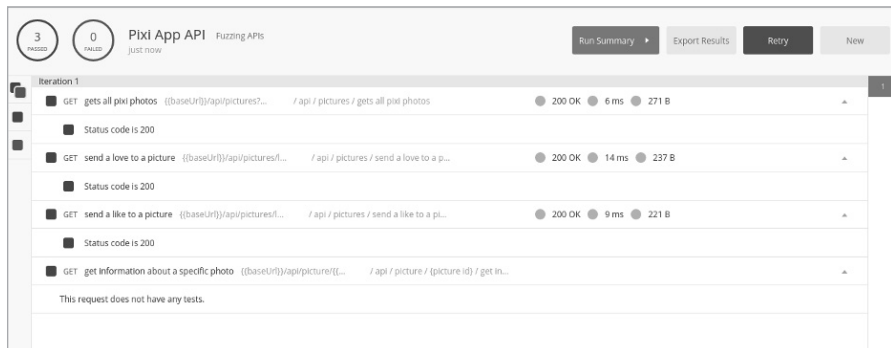 3 PASSED 0 FAILED Pixi App API Fuzzing APIs
just now
Run Summary Export Results Retry New
Iteration 1
1
GET gets all pixi photos {{baseUrl}}/api/pictures?... / api / pictures / gets all pixi photos 200 OK 6 ms 271 B
Status code is 200
GET send a love to a picture {{baseUrl}}/api/pictures/l... / api / pictures / send a love to a p... 200 OK 14 ms 237 B
Status code is 200
GET send a like to a picture {{baseUrl}}/api/pictures/l... / api / pictures / send a like to a pi... 200 OK 9 ms 221 B
Status code is 200
GET get information about a specific photo {{baseUrl}}/api/picture/{{... / api / picture / {picture id} / get in...
This request does not have any tests.